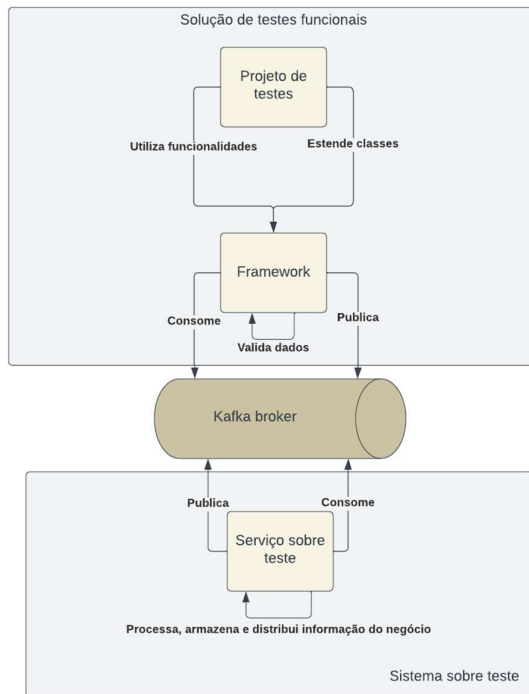 Solução de testes funcionais
Projeto de
testes
Utiliza funcionalidades
Estende classes
Framework
Consome
Publica
Valida dados
Kafka broker
Publica
Consome
Serviço sobre
teste
Processa, armazena e distribui informação do negócio
Sistema sobre teste